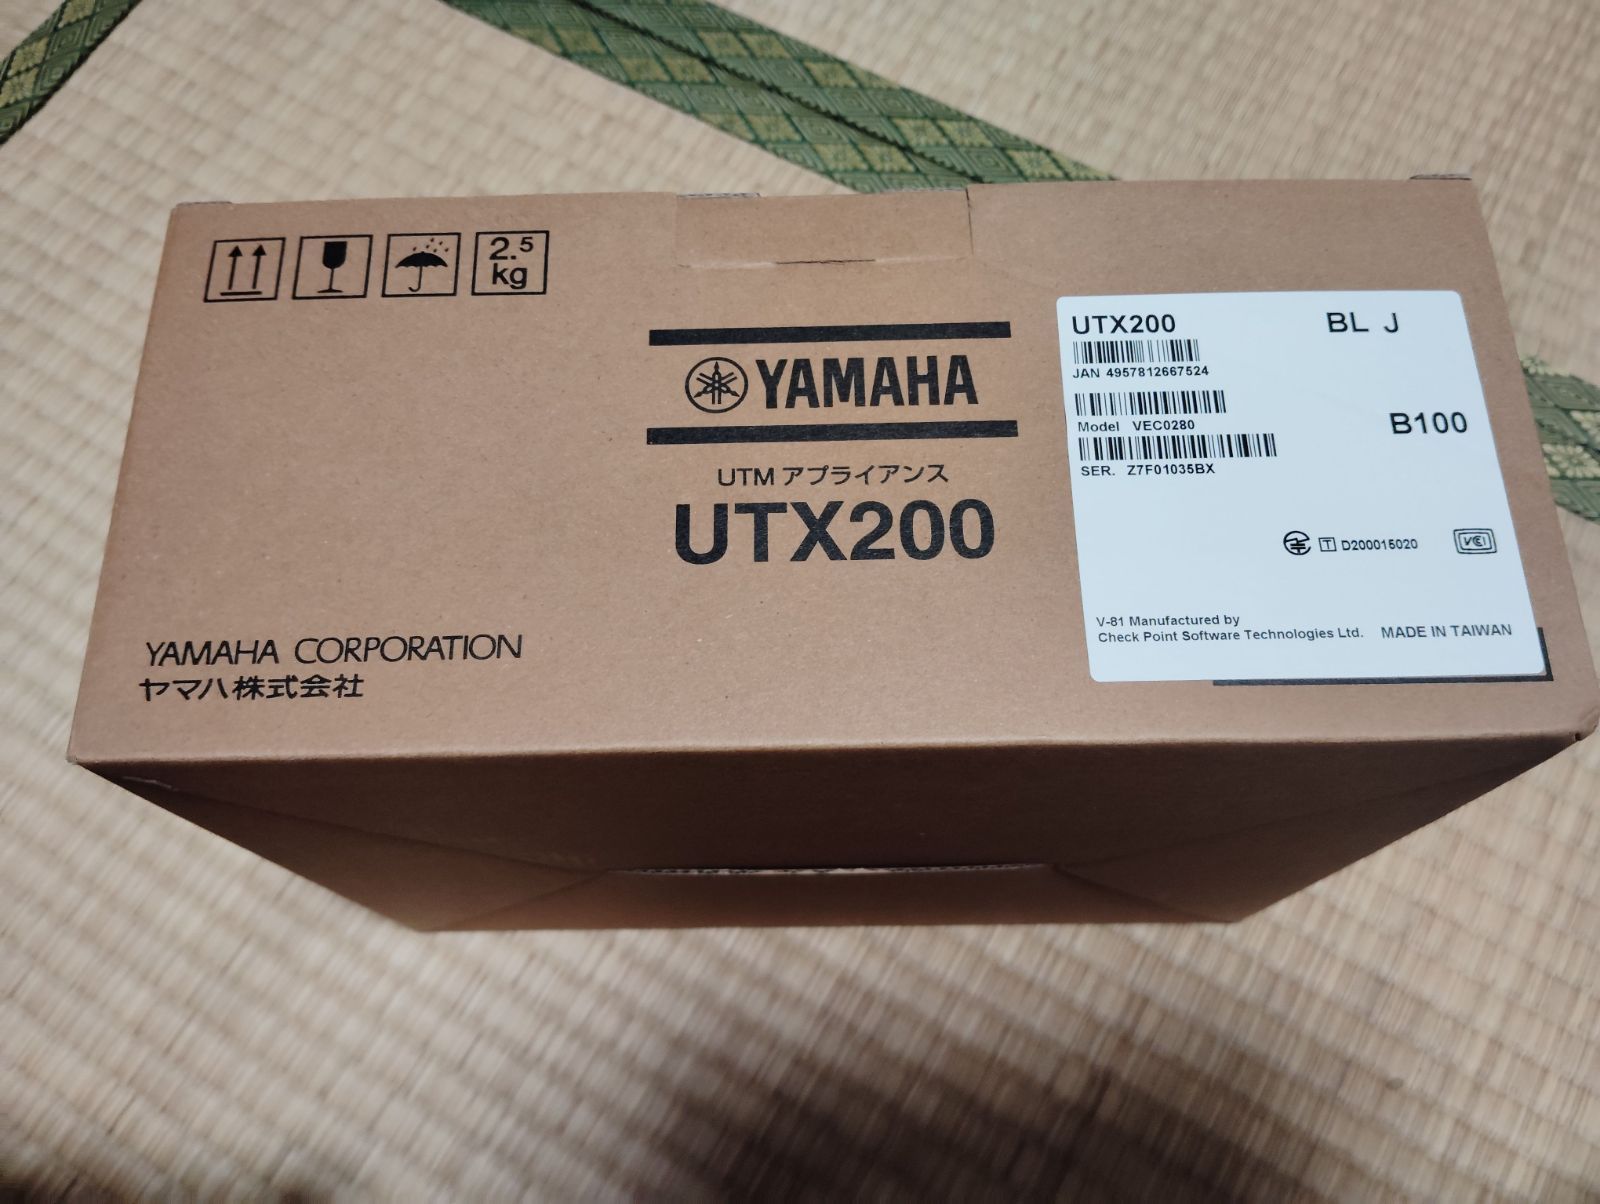 2.5
kg
YAMAHA
UTM アプライアンス
UTX200
YAMAHA CORPORATION
ヤマハ株式会社
UTX200 BL J
JAN 4957812667524
Model VEC0280
B100
SER. Z7F01035BX
T D200015020 VCCI
V-81 Manufactured by
Check Point Software Technologies Ltd. MADE IN TAIWAN